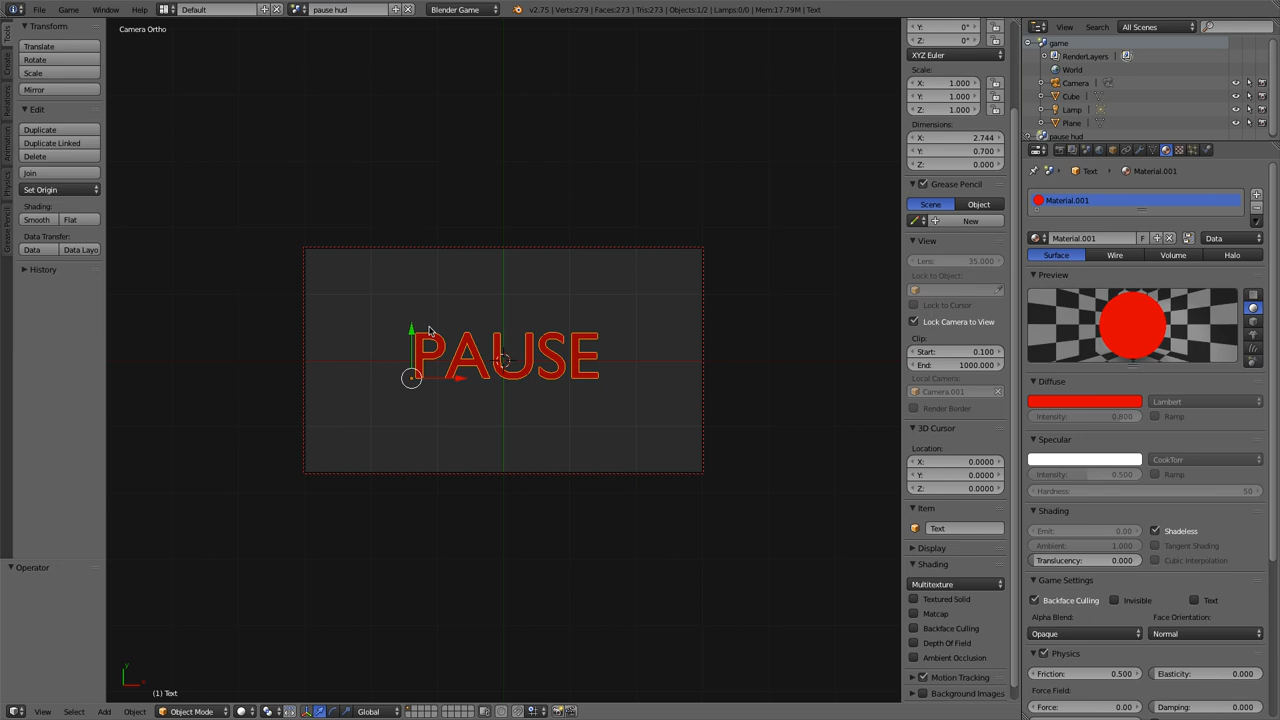 File Game Window Help Default pause hud Blender Game v2.75 | Verts:279 | Faces:273 | Tris:273 | Objects:1/2 | Lamps:0/0 | Mem:17.79M | Text
Tools
Create
Relations
Animation
Physics
Grease Pencil
Transform
Translate
Rotate
Scale
Mirror
Edit
Duplicate
Duplicate Linked
Delete
Join
Set Origin
Shading:
Smooth Flat
Data Transfer:
Data Data Layo
History
Operator
Camera Ortho
PAUSE
y
x
(1) Text
View Select Add Object Object Mode Global
Y: 0°
Z: 0°
XYZ Euler
Scale:
X: 1.000
Y: 1.000
Z: 1.000
Dimensions:
X: 2.744
Y: 0.700
Z: 0.000
Grease Pencil
Scene Object
New
View
Lens: 35.000
Lock to Object:
Lock to Cursor
Lock Camera to View
Clip:
Start: 0.100
End: 1000.000
Local Camera:
Camera.001
Render Border
3D Cursor
Location:
X: 0.0000
Y: 0.0000
Z: 0.0000
Item
Text
Display
Shading
Multitexture
Textured Solid
Matcap
Backface Culling
Depth Of Field
Ambient Occlusion
Motion Tracking
Background Images
View Search All Scenes
game
RenderLayers
World
Camera
Cube
Lamp
Plane
pause hud
Text Material.001
Material.001
Material.001 F Data
Surface Wire Volume Halo
Preview
Diffuse
Lambert
Intensity: 0.800 Ramp
Specular
CookTorr
Intensity: 0.500 Ramp
Hardness: 50
Shading
Emit: 0.00 Shadeless
Ambient: 1.000 Tangent Shading
Translucency: 0.000 Cubic Interpolation
Game Settings
Backface Culling Invisible Text
Alpha Blend: Face Orientation:
Opaque Normal
Physics
Friction: 0.500 Elasticity: 0.000
Force Field:
Force: 0.00 Damping: 0.000